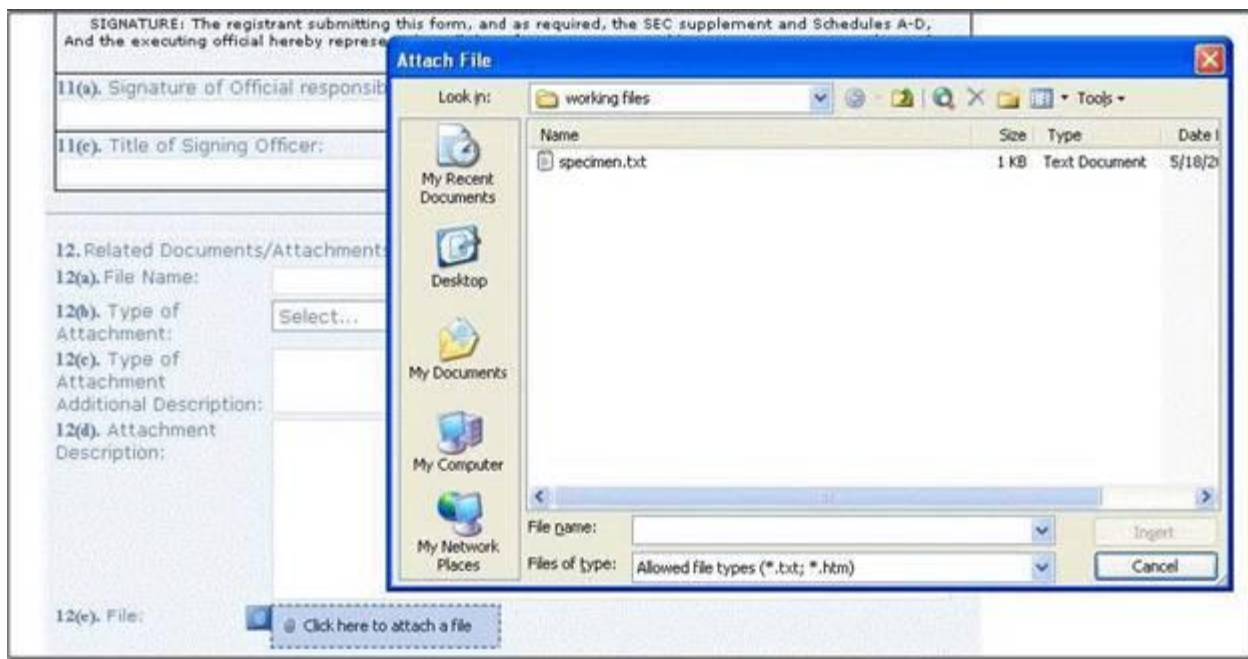 SIGNATURE: The registrant submitting this form, and as required, the SEC supplement and Schedules A-D,
And the executing official hereby
Attach File
11(a). Signature of Official
11(c). Title of Signing Officer:
Look in:
working files
Tools
Name
Size
Type
Date
specimen.txt
1 KB
Text Document
My Recent
Documents
Desktop
My Documents
My Computer
My Network
Places
12. Related Documents/Attachments
12(a). File Name:
12(b). Type of
Attachment:
Select...
12(c). Type of
Attachment
Additional Description:
12(d). Attachment
Description:
File name:
Insert
Files of type:
Allowed file types (*.txt; *.htm)
Cancel
12(e). File:
Click here to attach a file